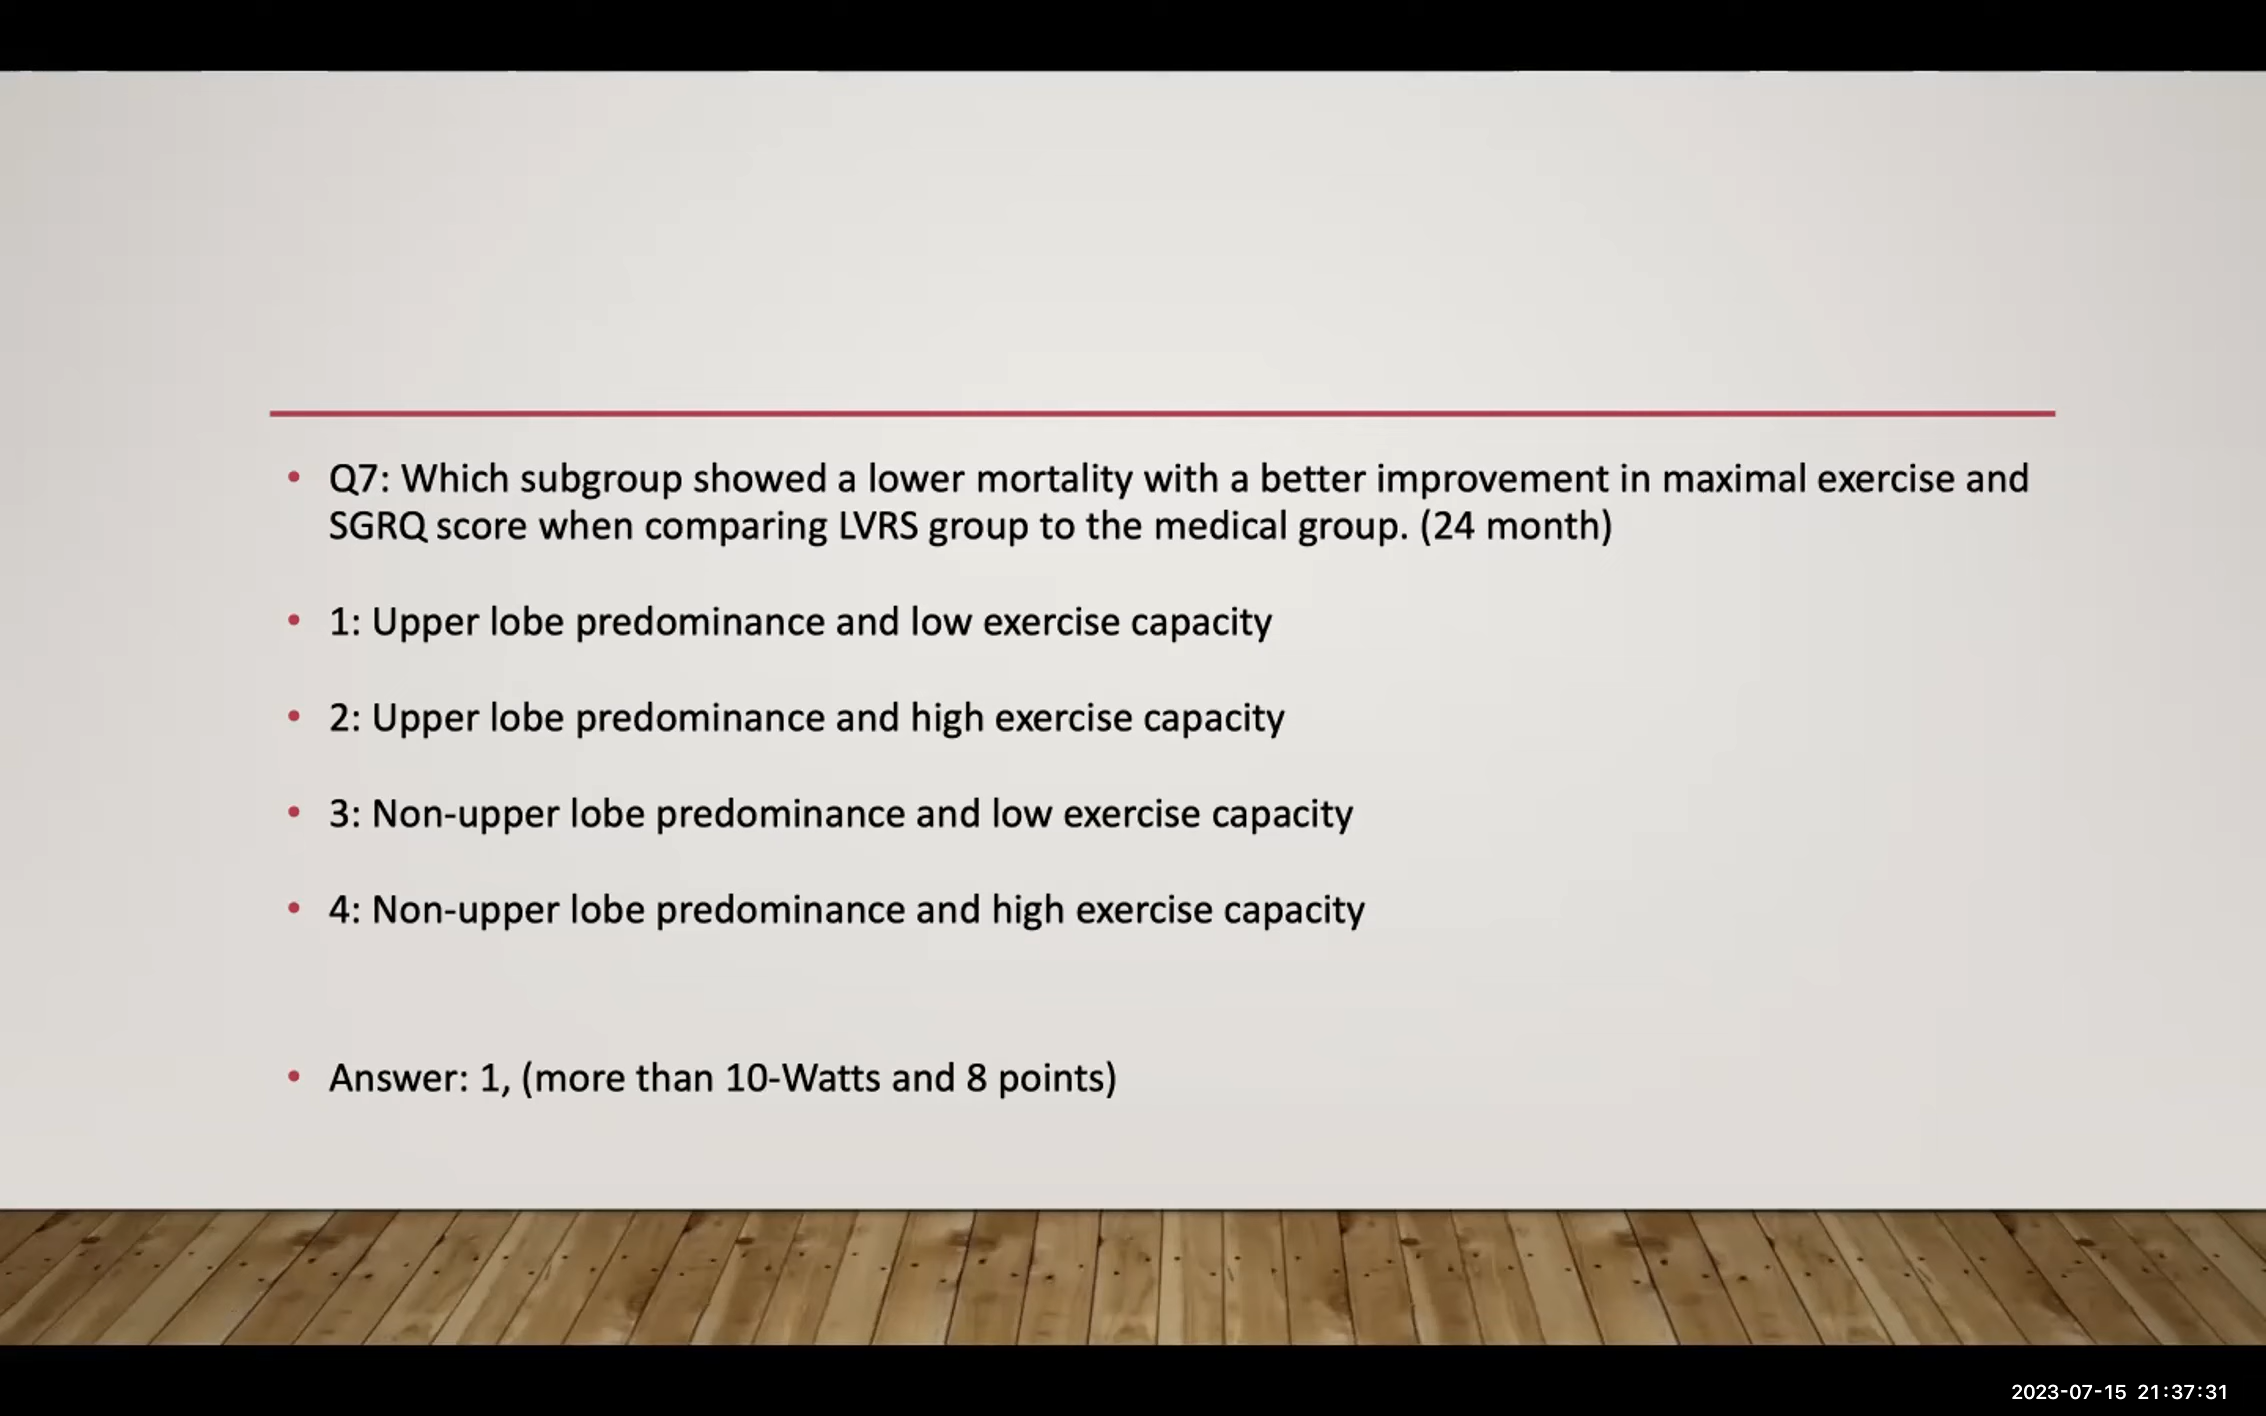 • Q7: Which subgroup showed a lower mortality with a better improvement in maximal exercise and
SGRQ score when comparing LVRS group to the medical group. (24 month)
• 1: Upper lobe predominance and low exercise capacity
• 2: Upper lobe predominance and high exercise capacity
• 3: Non-upper lobe predominance and low exercise capacity
• 4: Non-upper lobe predominance and high exercise capacity
• Answer: 1, (more than 10-Watts and 8 points)
2023-07-15 21:37:31